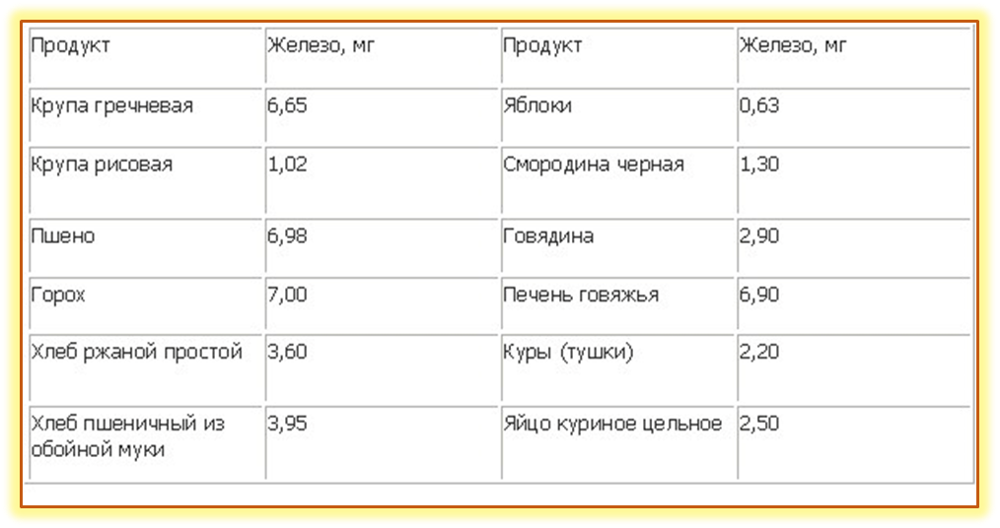 Продукт Железо, мг Продукт Железо, мг
Крупа гречневая 6,65 Яблоки 0,63
Крупа рисовая 1,02 Смородина черная 1,30
Пшено 6,98 Говядина 2,90
Горох 7,00 Печень говяжья 6,90
Хлеб ржаной простой 3,60 Куры (тушки) 2,20
Хлеб пшеничный из 3,95 Яйцо куриное цельное 2,50
обойной муки